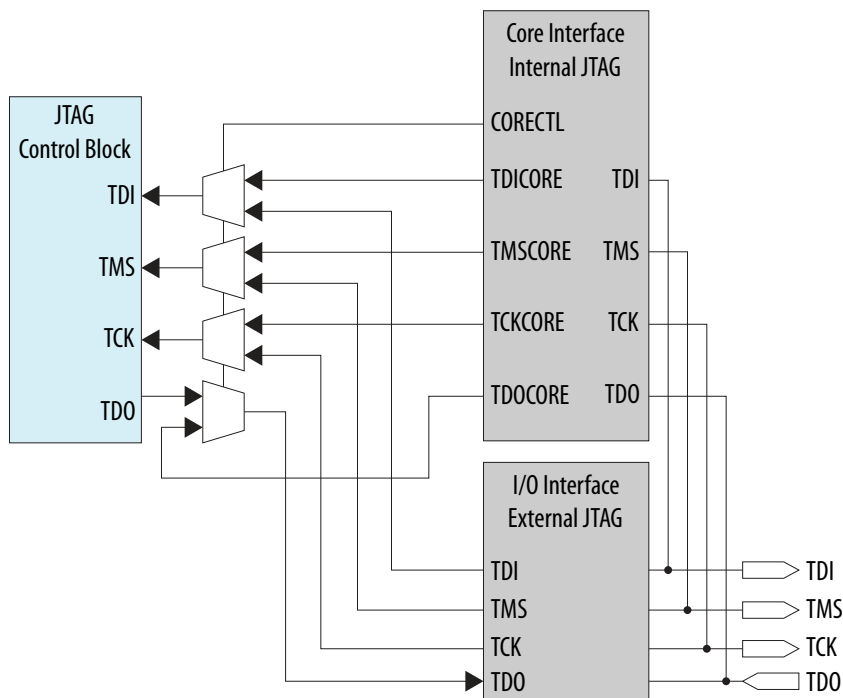 Core Interface
Internal JTAG
JTAG
Control Block
CORECTL
TDI
TDICORE
TDI
TMS
TMSCORE
TMS
TCK
TCKCORE
TCK
TDO
TDOCORE
TDO
I/O Interface
External JTAG
TDI
TDI
TMS
TMS
TCK
TCK
TDO
TDO